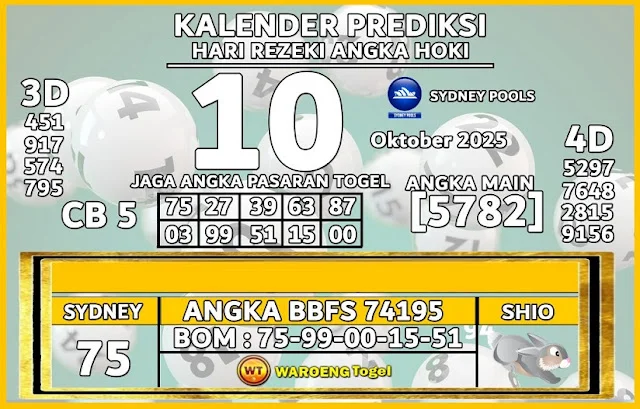 KALENDER PREDIKSI
HARI REZEKI ANGKA HOKI
3D
451
917
574
795
10
SYDNEY POOLS
SYDNEY POOLS
Oktober 2025
4D
5297
7648
2815
9156
JAGA ANGKA PASARAN TOGEL
CB 5
75 27 39 63 87
03 99 51 15 00
ANGKA MAIN
[5782]
SYDNEY
75
ANGKA BBFS 74195
BOM : 75-99-00-15-51
WT WAROENG Togel
SHIO